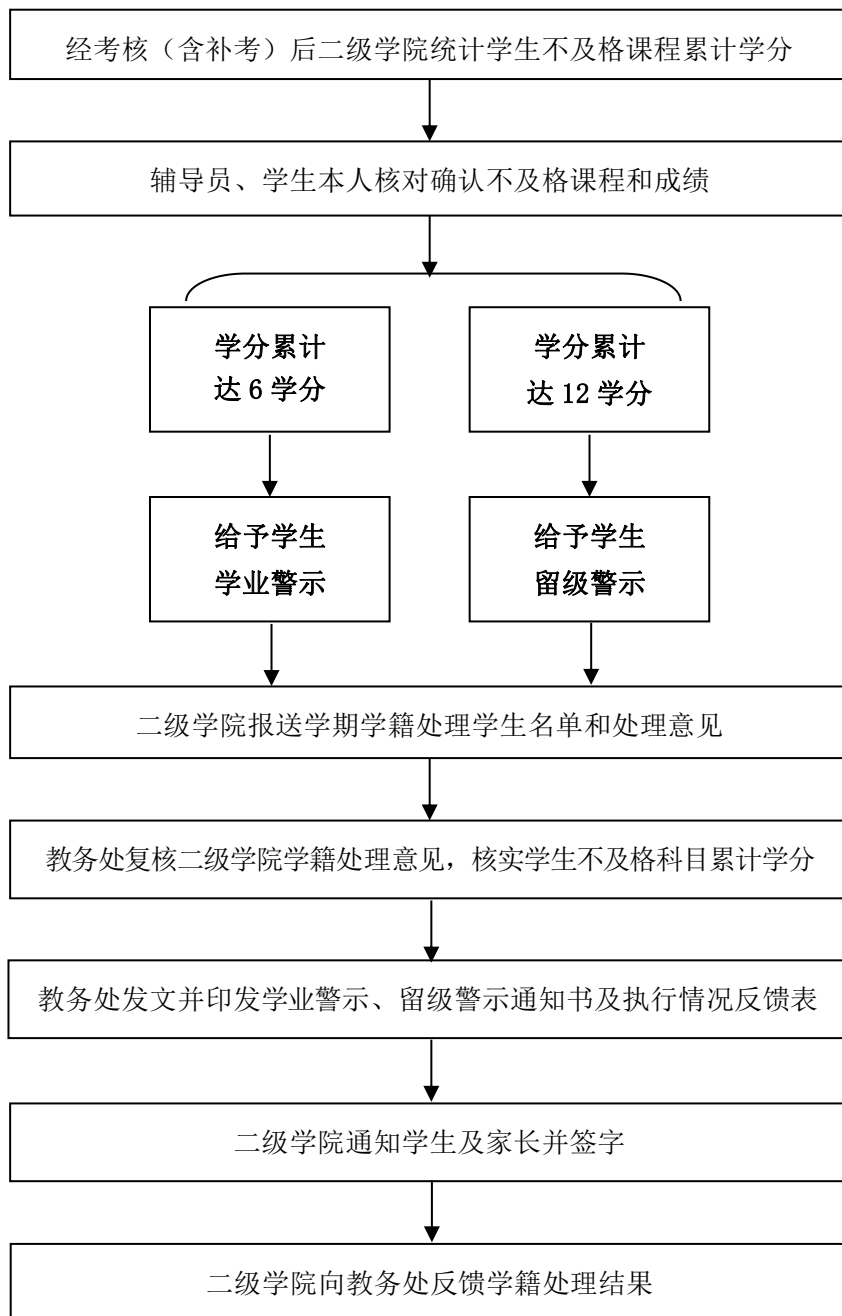 经考核（含补考）后二级学院统计学生不及格课程累计学分
辅导员、学生本人核对确认不及格课程和成绩
学分累计
达 6 学分
学分累计
达 12 学分
给予学生
学业警示
给予学生
留级警示
二级学院报送学期学籍处理学生名单和处理意见
教务处复核二级学院学籍处理意见，核实学生不及格科目累计学分
教务处发文并印发学业警示、留级警示通知书及执行情况反馈表
二级学院通知学生及家长并签字
二级学院向教务处反馈学籍处理结果